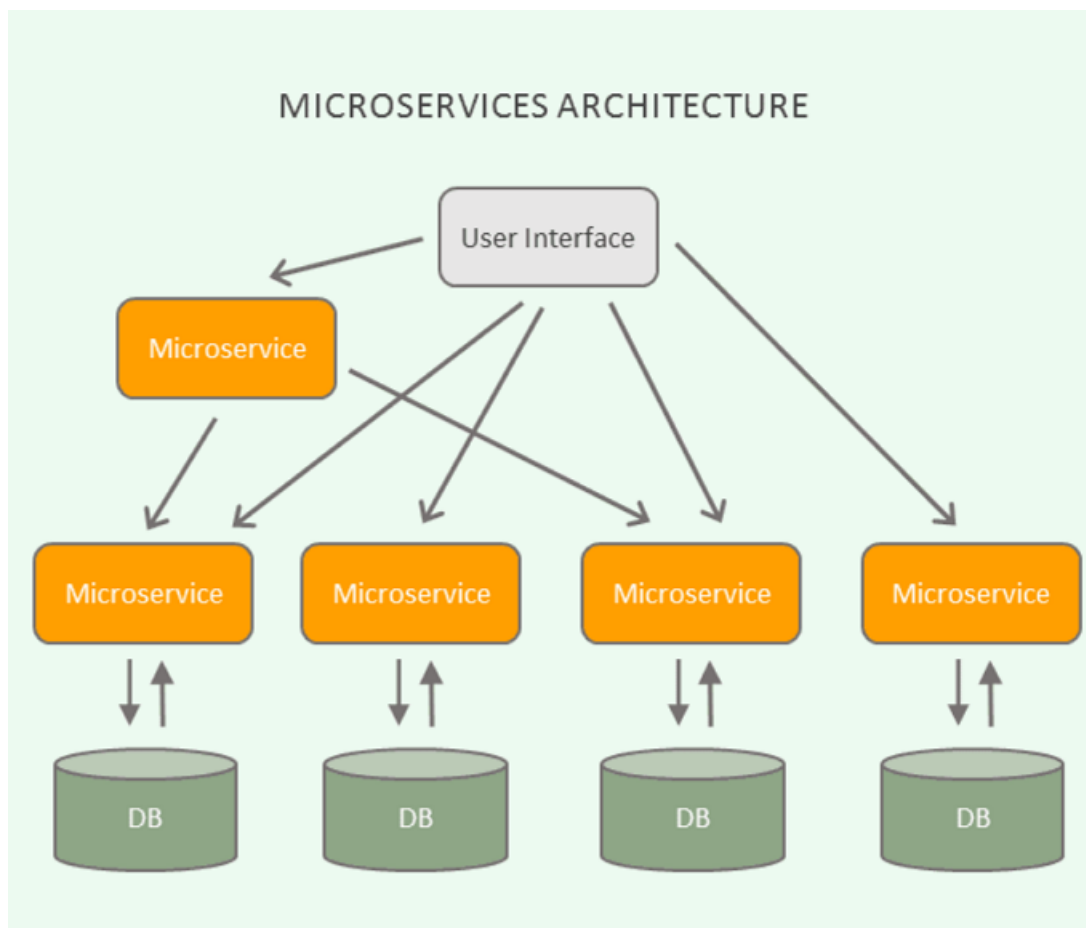 MICROSERVICES ARCHITECTURE
User Interface
Microservice
Microservice
Microservice
Microservice
Microservice
DB
DB
DB
DB